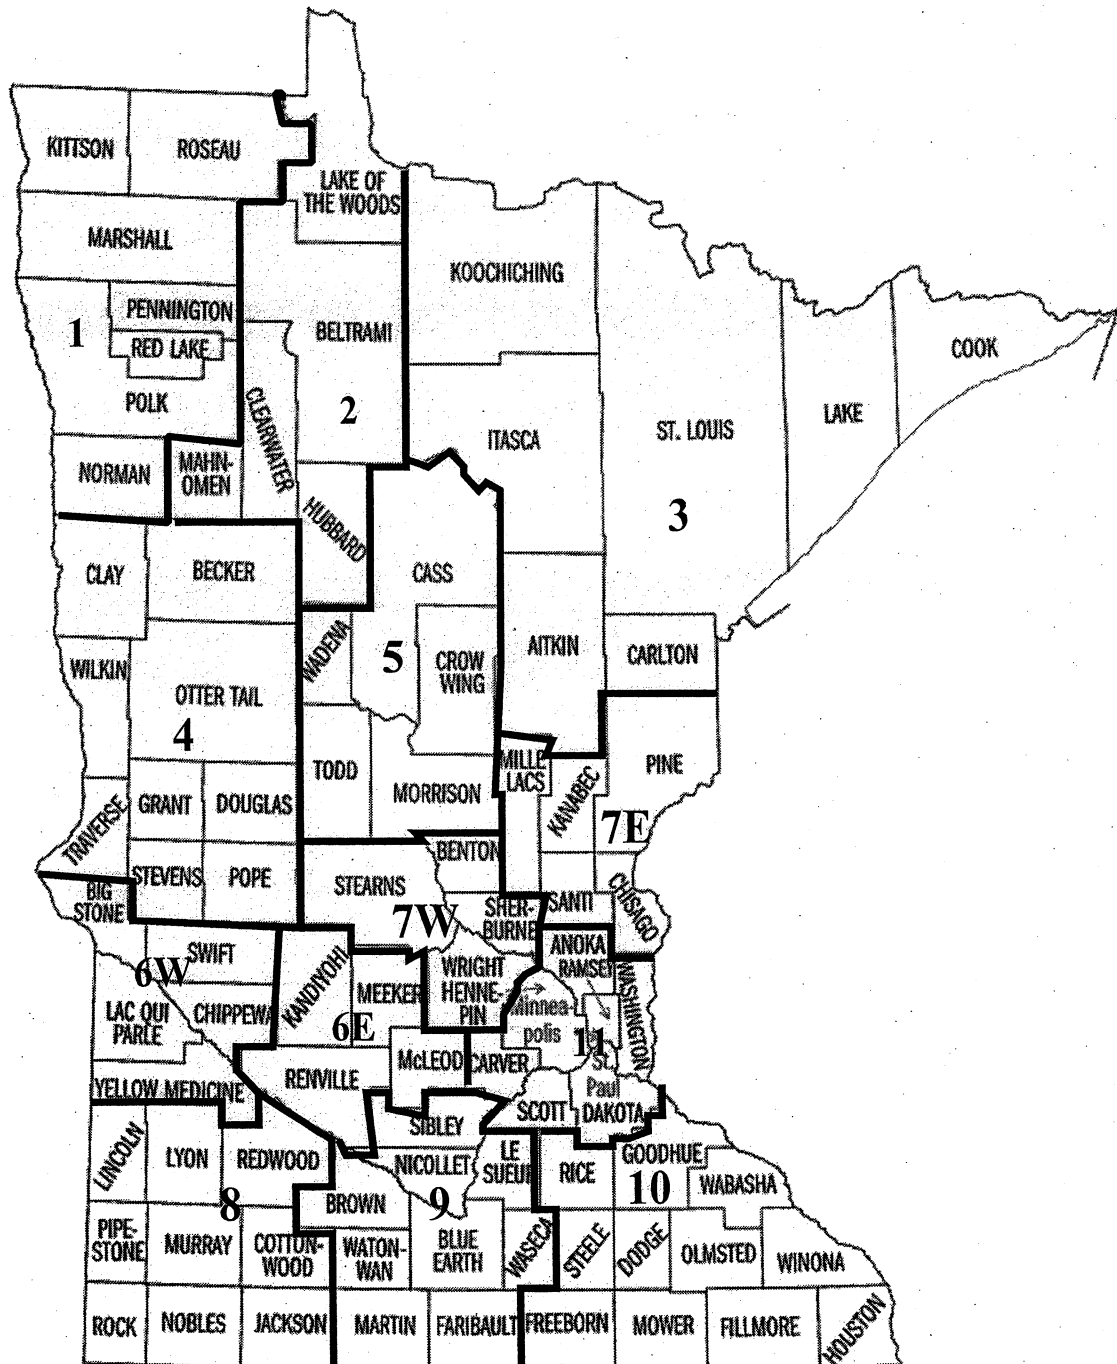 KITTSON
ROSEAU
LAKE OF
THE WOODS
MARSHALL
KOOCHICHING
PENNINGTON
1
RED LAKE
BELTRAMI
COOK
POLK
CLEARWATER
2
LAKE
ITASCA
ST. LOUIS
NORMAN
MAHN-
OMEN
3
HUBBARD
CLAY
BECKER
CASS
WADENA
5
AITKIN
CARLTON
WILKIN
CROW
WING
OTTER TAIL
4
TODD
MILLE
LACS
PINE
GRANT
DOUGLAS
MORRISON
KANABEC
TRAVERSE
7E
BENTON
STEVENS
POPE
STEARNS
BIG
STONE
7W
SHER-
BURNE
SANTI
CHISAGO
SWIFT
6W
KANDIYOHI
WRIGHT
ANOKA
RAMSEY
WASHINGTON
LAC QUI
PARLE
CHIPPEWA
MEEKER
6E
HENNE-
PIN
Minnea-
polis
11
McLEOD
CARVER
St.
Paul
YELLOW MEDICINE
RENVILLE
SCOTT
DAKOTA
SIBLEY
LINCOLN
LYON
REDWOOD
NICOLLET
LE
SUEUR
RICE
GOODHUE
10
WABASHA
8
BROWN
9
PIPE-
STONE
MURRAY
COTTON-
WOOD
WATON-
WAN
BLUE
EARTH
WASECA
STEELE
DODGE
OLMSTED
WINONA
ROCK
NOBLES
JACKSON
MARTIN
FARIBAULT
FREEBORN
MOWER
FILLMORE
HOUSTON